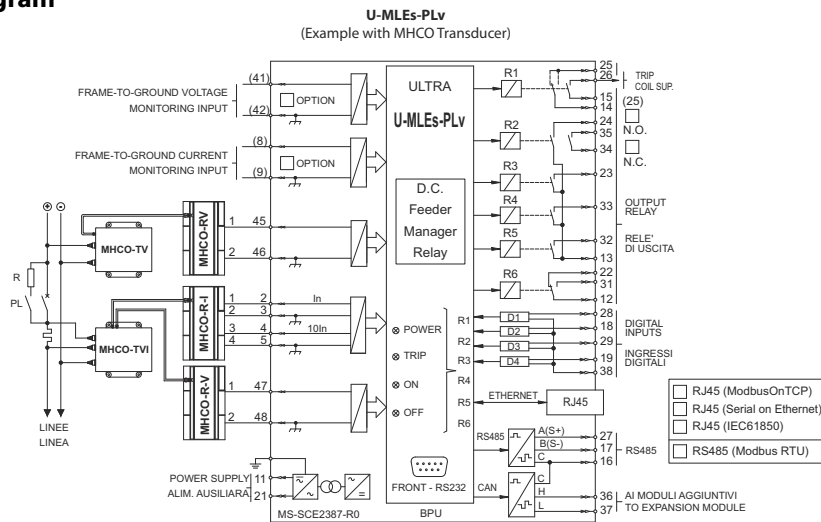 gram
U-MLEs-PLv
(Example with MHCO Transducer)
FRAME-TO-GROUND VOLTAGE
MONITORING INPUT
(41)
(42)
OPTION
FRAME-TO-GROUND CURRENT
MONITORING INPUT
(8)
(9)
OPTION
MHCO-TV
MHCO-RV
1 45
2 46
R
PL
MHCO-TVI
MHCO-R-I
1 2 In
2 3
3 4 10In
4 5
MHCO-R-V
1 47
2 48
LINEE
LINEA
POWER SUPPLY
ALIM. AUSILIARA
11
21
MS-SCE2387-R0
ULTRA
U-MLEs-PLv
D.C.
Feeder
Manager
Relay
POWER
TRIP
ON
OFF
R1
R2
R3
R4
R5
R6
FRONT - RS232
BPU
R1
R2
R3
R4
R5
R6
25
26
15
14
24
35
34
23
33
32
13
22
31
12
TRIP
COIL SUP.
(25)
N.O.
N.C.
OUTPUT
RELAY
RELE'
DI USCITA
D1
D2
D3
D4
28
18
29
19
38
DIGITAL
INPUTS
INGRESSI
DIGITALI
ETHERNET
RJ45
RS485
A(S+)
B(S-)
C
27
17
16
RS485
CAN
C
H
L
36
37
AI MODULI AGGIUNTIVI
TO EXPANSION MODULE
RJ45 (ModbusOnTCP)
RJ45 (Serial on Ethernet)
RJ45 (IEC61850)
RS485 (Modbus RTU)